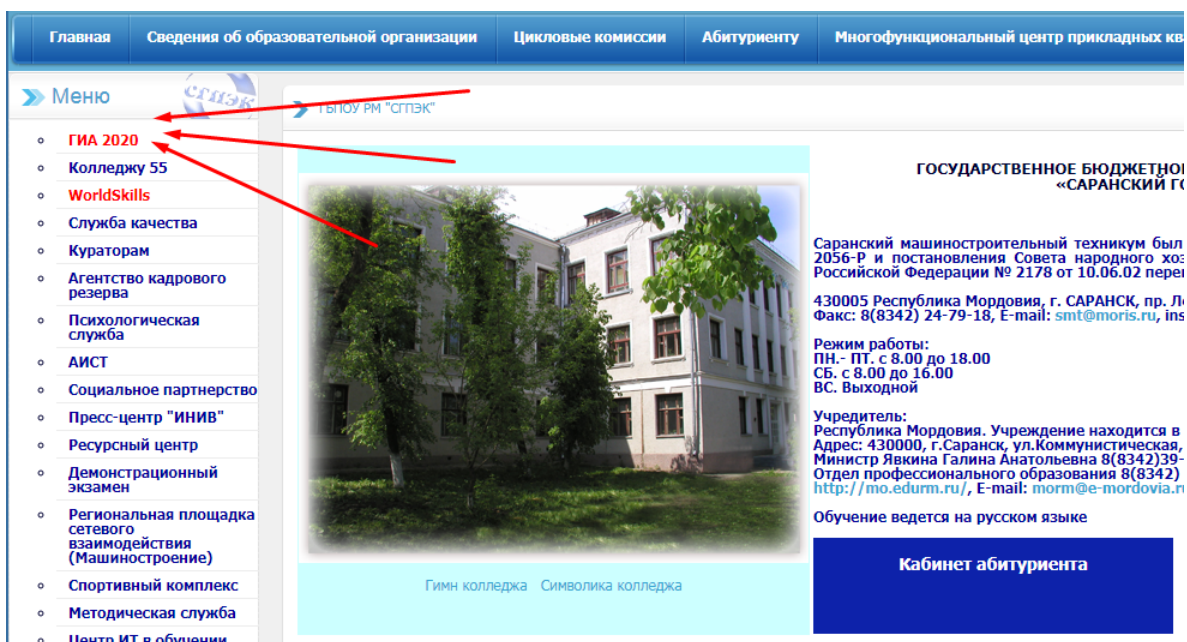 Главная Сведения об образовательной организации Цикловые комиссии Абитуриенту Многофункциональный центр прикладных
Меню
сгпэк
ГБПОУ РМ "СГПЭК"
ГИА 2020
Колледжу 55
WorldSkills
Служба качества
Кураторам
Агентство кадрового
резерва
Психологическая
служба
АИСТ
Социальное партнерство
Пресс-центр "ИНИВ"
Ресурсный центр
Демонстрационный
экзамен
Региональная площадка
сетевого
взаимодействия
(Машиностроение)
Спортивный комплекс
Методическая служба
Центр ИТ в обучении
Гимн колледжа Символика колледжа
ГОСУДАРСТВЕННОЕ БЮДЖЕТНО
«САРАНСКИЙ ГО
Саранский машиностроительный техникум был
2056-Р и постановления Совета народного хоз
Российской Федерации № 2178 от 10.06.02 пере
430005 Республика Мордовия, г. САРАНСК, пр. Л
Факс: 8(8342) 24-79-18, E-mail: smt@moris.ru, ins
Режим работы:
ПН.- ПТ. с 8.00 до 18.00
СБ. с 8.00 до 16.00
ВС. Выходной
Учредитель:
Республика Мордовия. Учреждение находится в
Адрес: 430000, г.Саранск, ул.Коммунистическая,
Министр Явкина Галина Анатольевна 8(8342)39-
Отдел профессионального образования 8(8342)
http://mo.edurm.ru/, E-mail: morm@e-mordovia.r
Обучение ведется на русском языке
Кабинет абитуриента